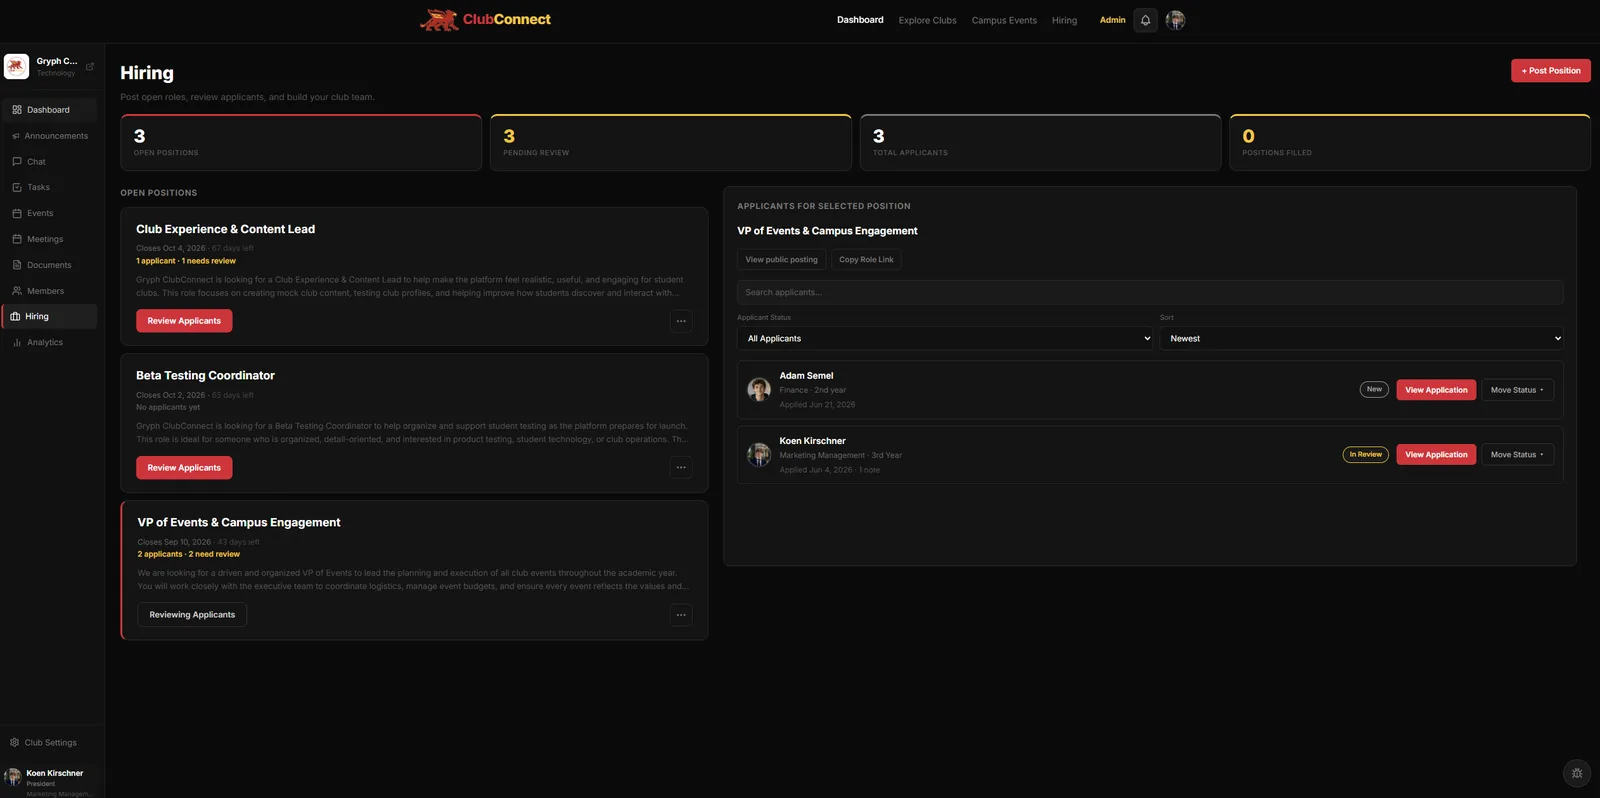 ClubConnect
Dashboard
Explore Clubs
Campus Events
Hiring
Admin
Gryph C...
Technology
Dashboard
Announcements
Chat
Tasks
Events
Meetings
Documents
Members
Hiring
Analytics
Club Settings
Koen Kirschner
President
Marketing Managem...
Hiring
Post open roles, review applicants, and build your club team.
+ Post Position
3
OPEN POSITIONS
3
PENDING REVIEW
3
TOTAL APPLICANTS
0
POSITIONS FILLED
OPEN POSITIONS
Club Experience & Content Lead
Closes Oct 4, 2026 · 67 days left
1 applicant · 1 needs review
Gryph ClubConnect is looking for a Club Experience & Content Lead to help make the platform feel realistic, useful, and engaging for student
clubs. This role focuses on creating mock club content, testing club profiles, and helping improve how students discover and interact with...
Review Applicants
Beta Testing Coordinator
Closes Oct 2, 2026 · 65 days left
No applicants yet
Gryph ClubConnect is looking for a Beta Testing Coordinator to help organize and support student testing as the platform prepares for launch.
This role is ideal for someone who is organized, detail-oriented, and interested in product testing, student technology, or club operations. Th...
Review Applicants
VP of Events & Campus Engagement
Closes Sep 10, 2026 · 43 days left
2 applicants · 2 need review
We are looking for a driven and organized VP of Events to lead the planning and execution of all club events throughout the academic year.
You will work closely with the executive team to coordinate logistics, manage event budgets, and ensure every event reflects the values and...
Reviewing Applicants
APPLICANTS FOR SELECTED POSITION
VP of Events & Campus Engagement
View public posting
Copy Role Link
Search applicants...
Applicant Status
Sort
All Applicants
Newest
Adam Semel
Finance · 2nd year
Applied Jun 21, 2026
New
View Application
Move Status
Koen Kirschner
Marketing Management · 3rd Year
Applied Jun 4, 2026 · 1 note
In Review
View Application
Move Status